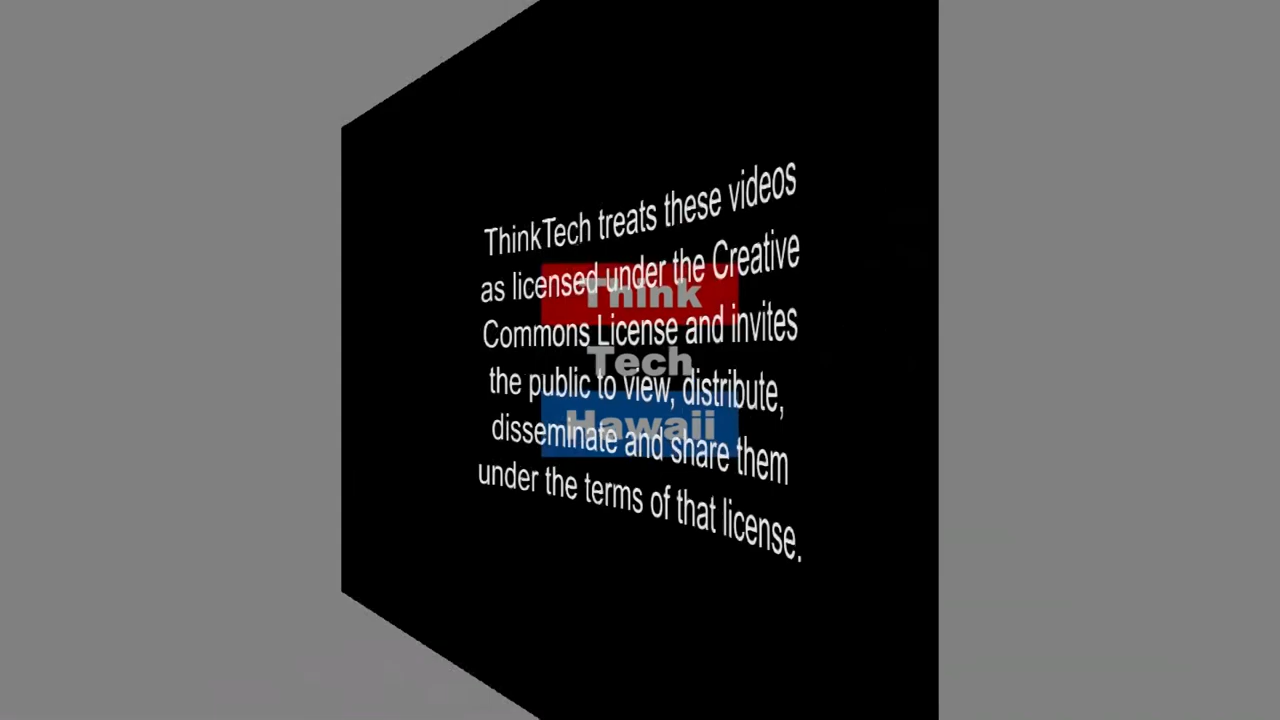 ThinkTech treats these videos
as licensed under the Creative
Think
Commons License and invites
Tech
the public to view, distribute,
Hawaii
disseminate and share them
under the terms of that license.